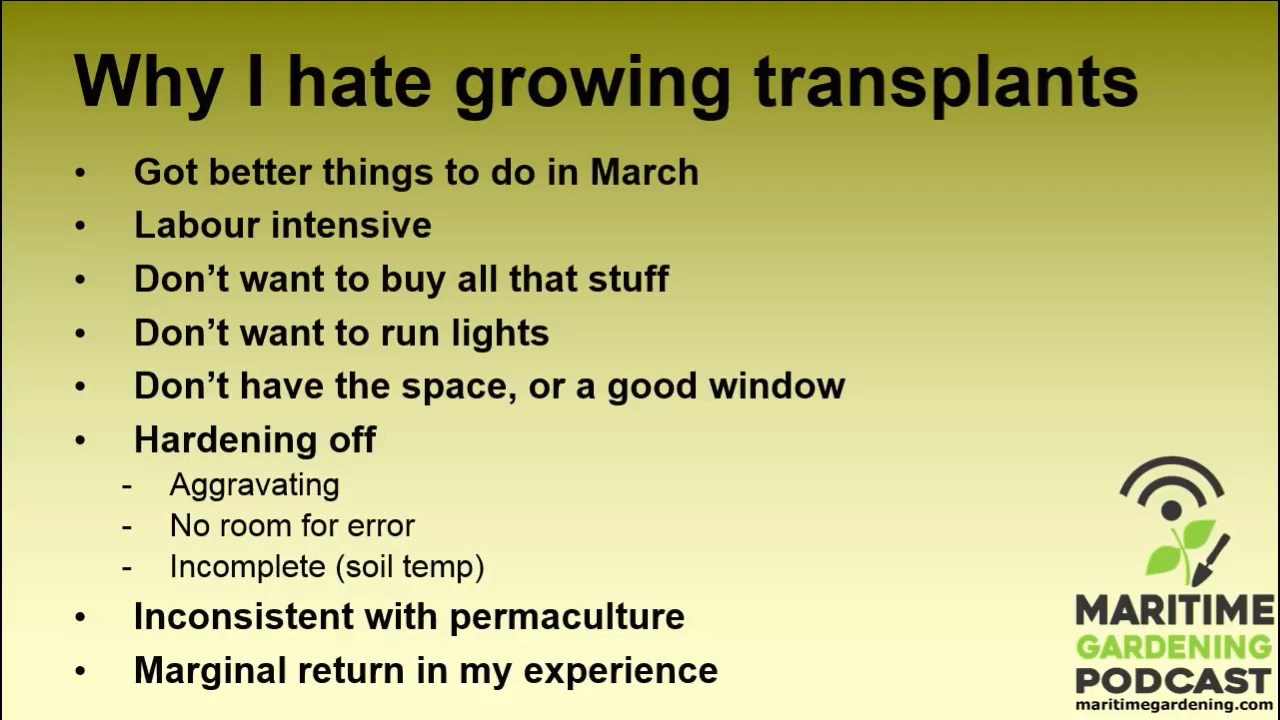 Why I hate growing transplants
• Got better things to do in March
• Labour intensive
• Don’t want to buy all that stuff
• Don’t want to run lights
• Don’t have the space, or a good window
• Hardening off
- Aggravating
- No room for error
- Incomplete (soil temp)
• Inconsistent with permaculture
• Marginal return in my experience
MARITIME
GARDENING
PODCAST
maritimegardening.com